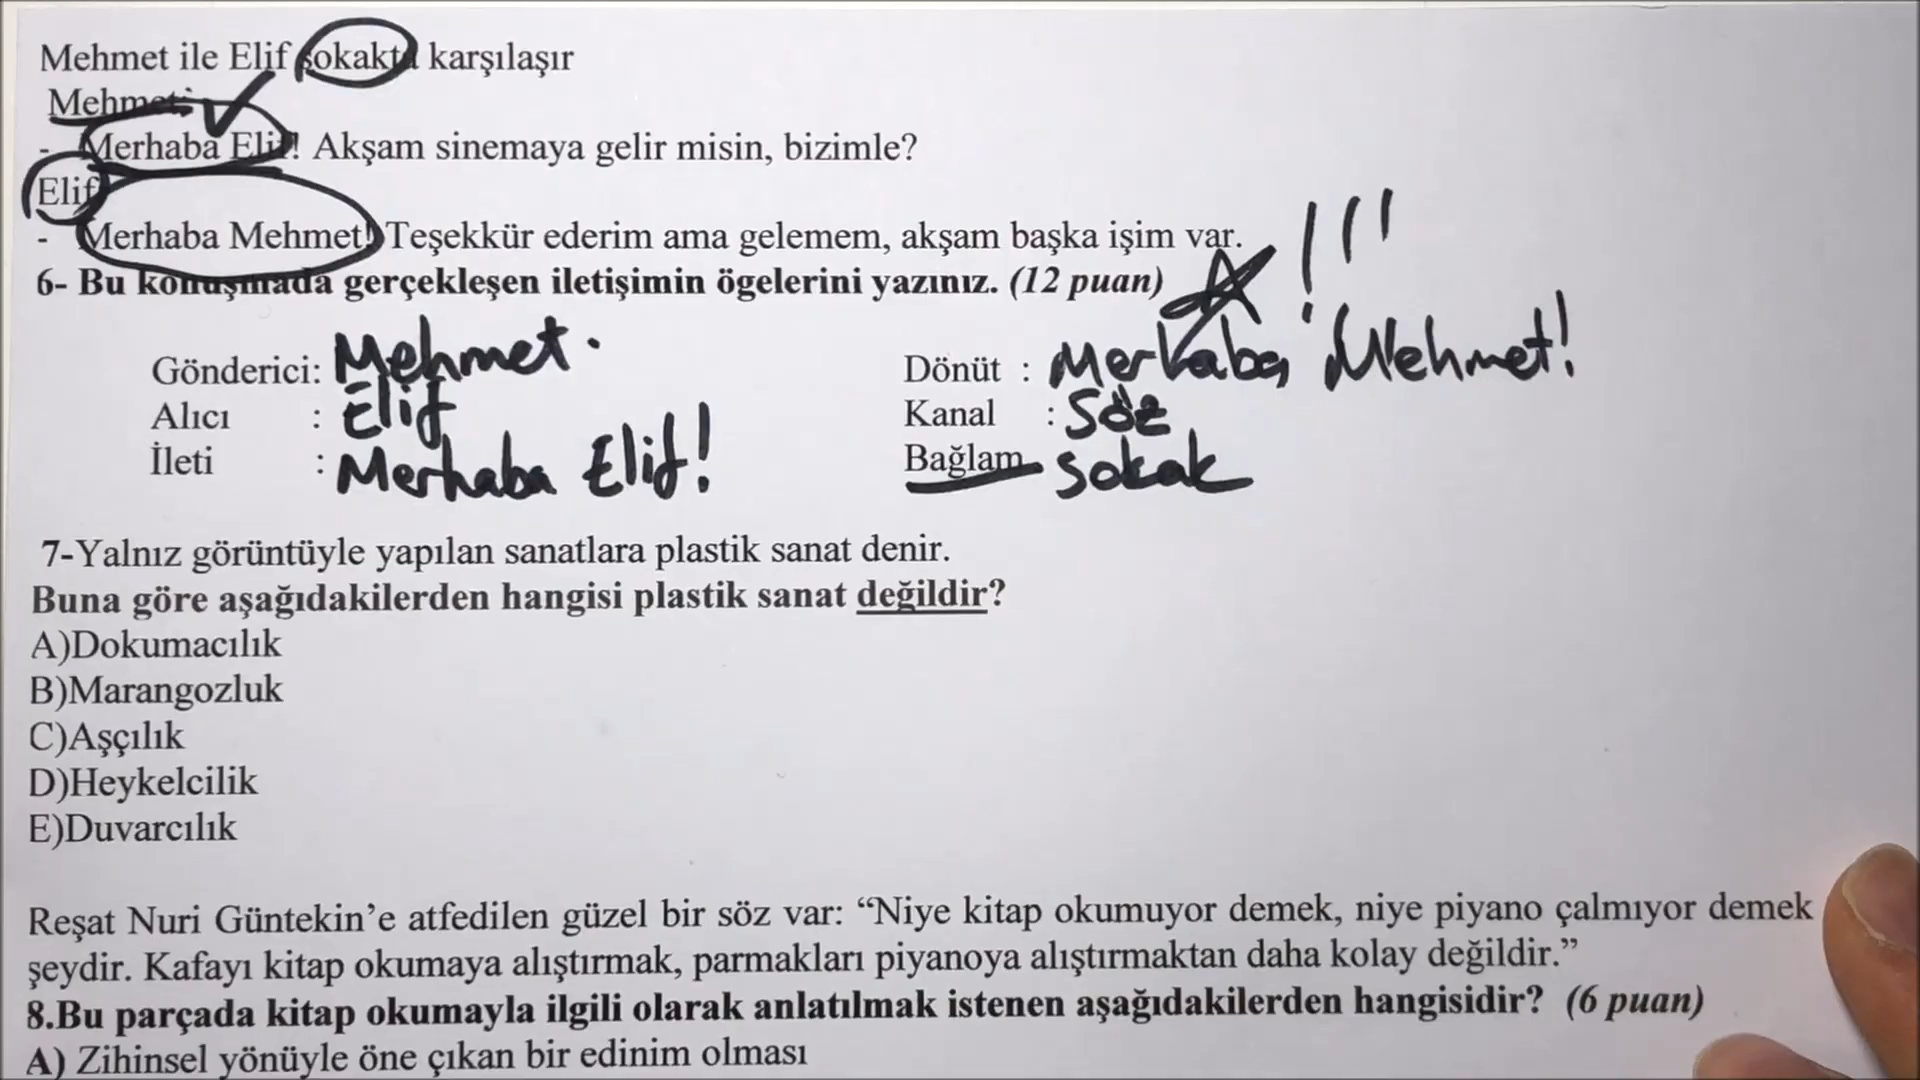 Mehmet ile Elif sokakta karşılaşır
Mehmet:
- Merhaba Elif! Akşam sinemaya gelir misin, bizimle?
Elif
- Merhaba Mehmet! Teşekkür ederim ama gelemem, akşam başka işim var.
6- Bu konuşmada gerçekleşen iletişimin ögelerini yazınız. (12 puan)
Gönderici: Mehmet. Dönüt : Merhaba Mehmet!
Alıcı : Elif Kanal : Söz
İleti : Merhaba Elif! Bağlam sokak
7-Yalnız görüntüyle yapılan sanatlara plastik sanat denir.
Buna göre aşağıdakilerden hangisi plastik sanat değildir?
A)Dokumacılık
B)Marangozluk
C)Aşçılık
D)Heykelcilik
E)Duvarcılık
Reşat Nuri Güntekin’e atfedilen güzel bir söz var: “Niye kitap okumuyor demek, niye piyano çalmıyor demek
şeydir. Kafayı kitap okumaya alıştırmak, parmakları piyanoya alıştırmaktan daha kolay değildir.”
8.Bu parçada kitap okumayla ilgili olarak anlatılmak istenen aşağıdakilerden hangisidir? (6 puan)
A) Zihinsel yönüyle öne çıkan bir edinim olması